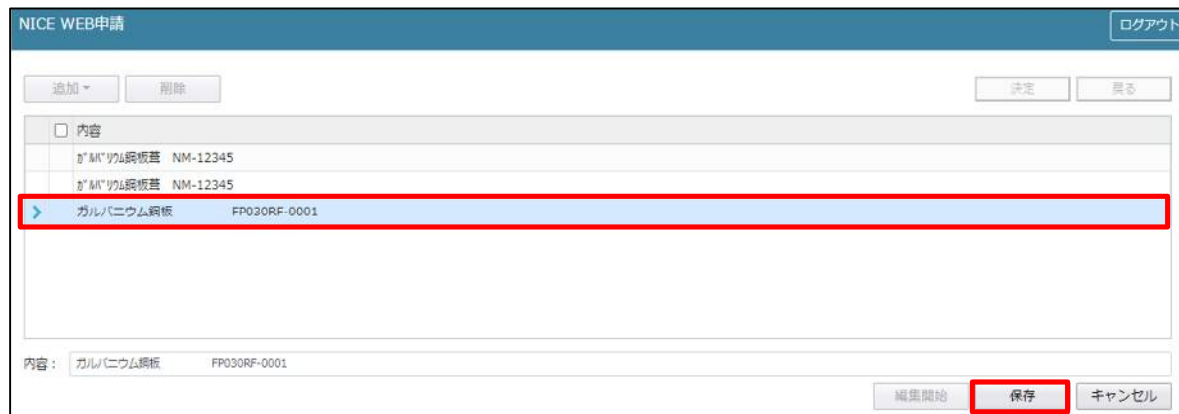 NICE WEB申請
ログアウト
追加
削除
決定
戻る
内容
ガルバリウム鋼板葺 NM-12345
ガルバリウム鋼板葺 NM-12345
ガルバニウム鋼板 FP030RF-0001
内容： ガルバニウム鋼板 FP030RF-0001
編集開始
保存
キャンセル